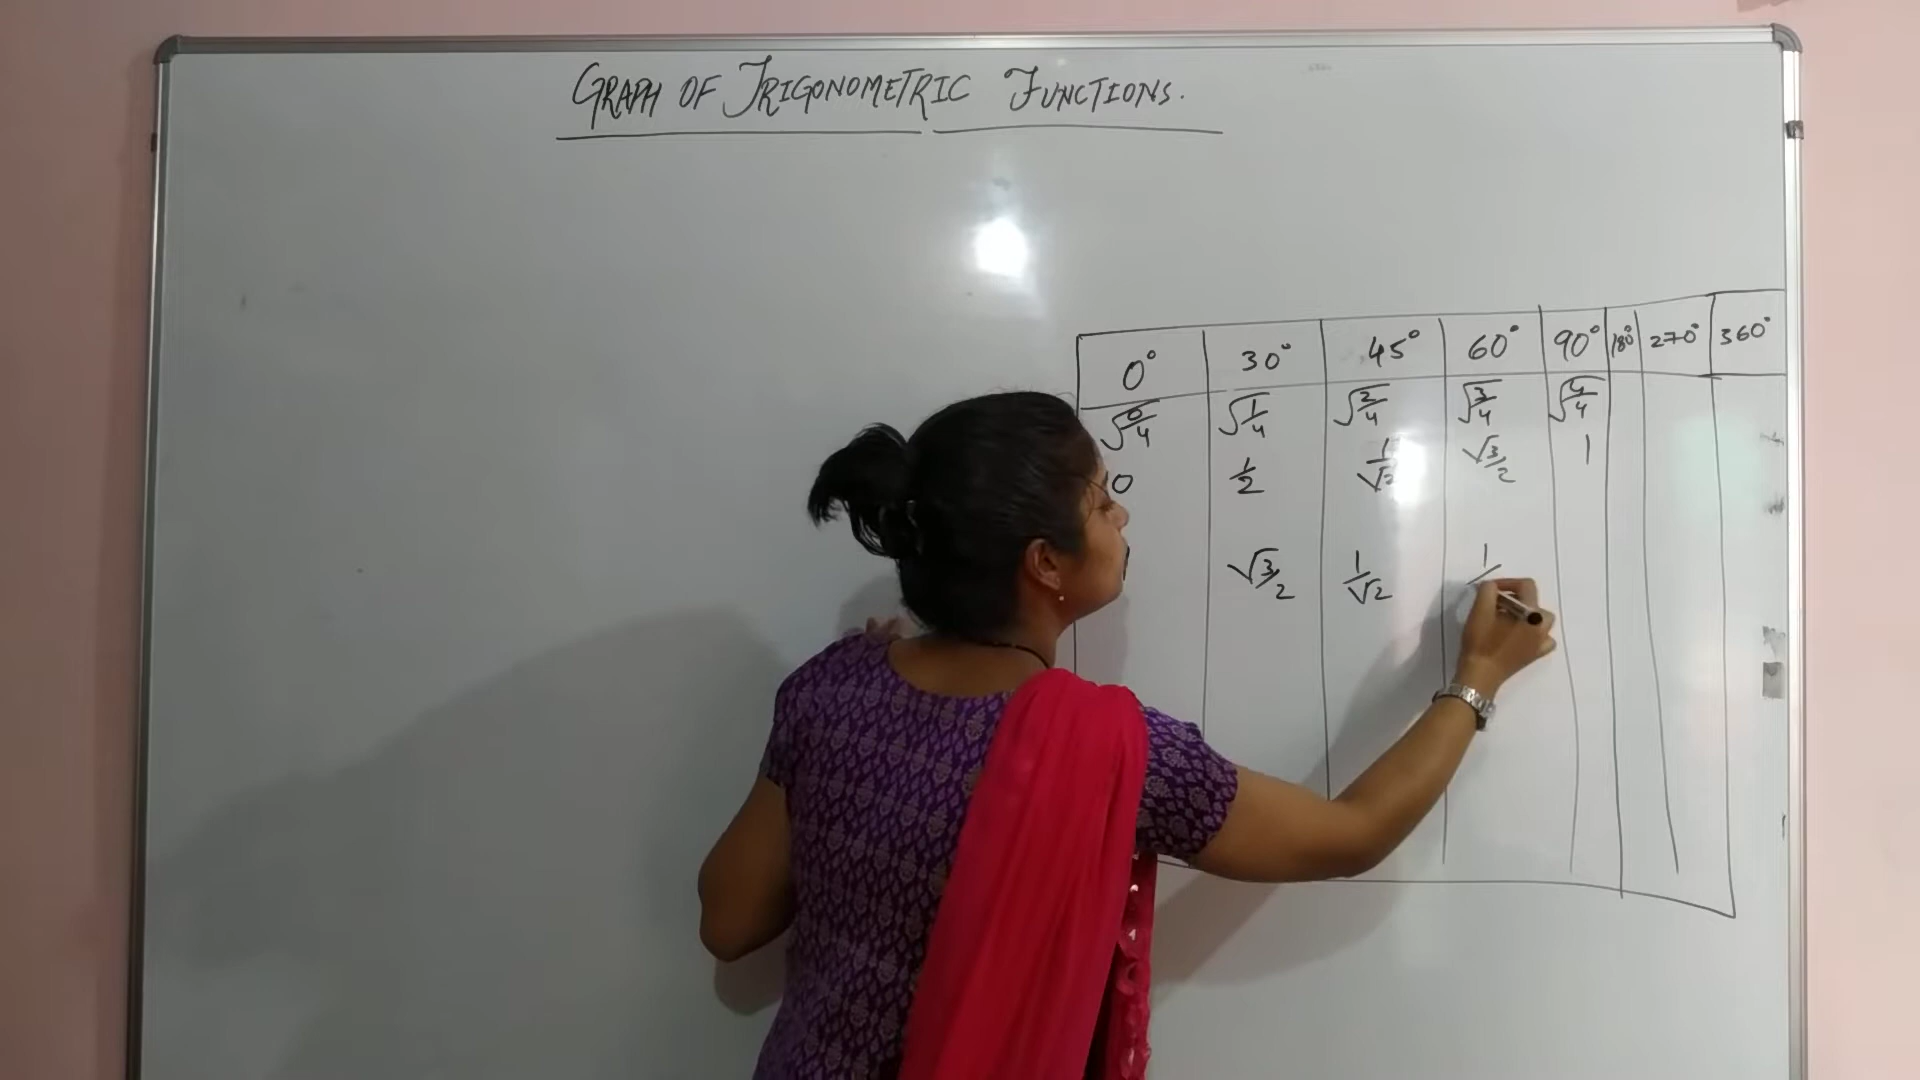 GRAPH OF TRIGONOMETRIC FUNCTIONS.
0° 30° 45° 60° 90° 180° 270° 360°
√0/4 √1/4 √2/4 √3/4 √4/4
0 1/2 1/√2 √3/2 1
√3/2 1/√2 1/